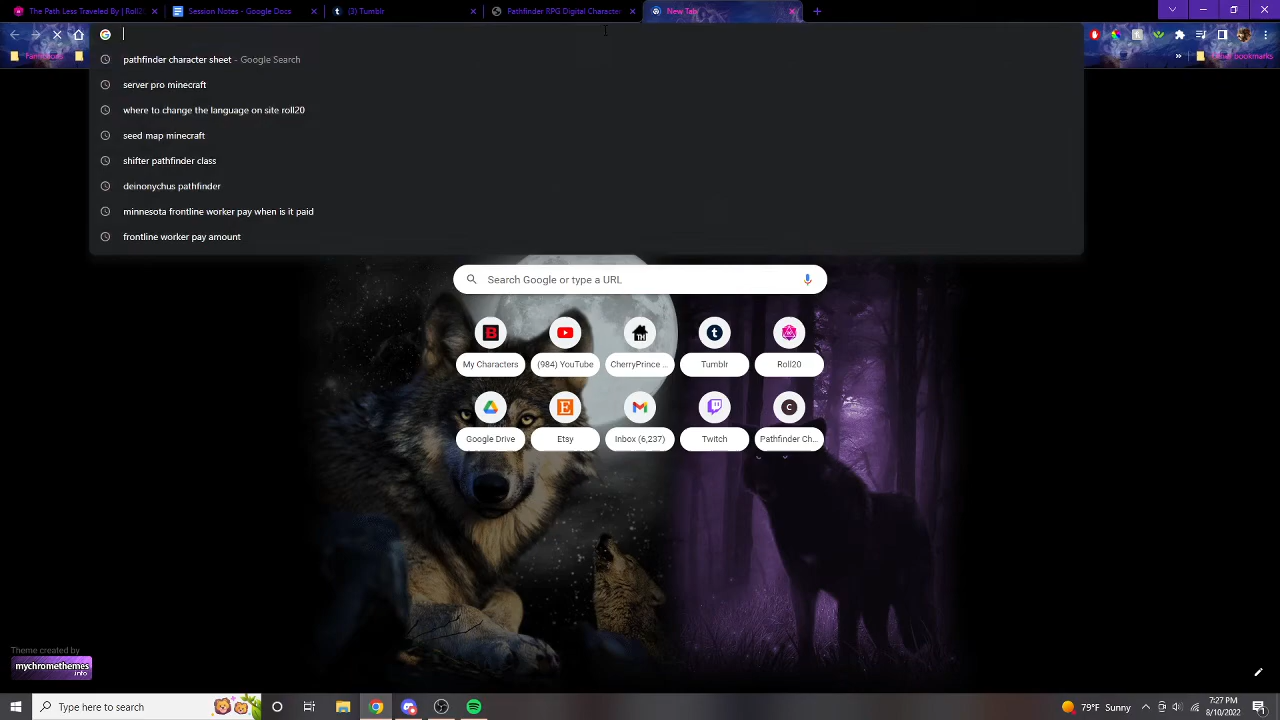 The Path Less Traveled By | Roll2
Session Notes - Google Docs
(3) Tumblr
Pathfinder RPG Digital Character
New Tab
pathfinder character sheet - Google Search
server pro minecraft
where to change the language on site roll20
seed map minecraft
shifter pathfinder class
deinonychus pathfinder
minnesota frontline worker pay when is it paid
frontline worker pay amount
Other bookmarks
Search Google or type a URL
My Characters
(984) YouTube
CherryPrince ...
Tumblr
Roll20
Google Drive
Etsy
Inbox (6,237)
Twitch
Pathfinder Ch...
Theme created by
mychromethemes
.info
Type here to search
79°F Sunny
7:27 PM
8/10/2022